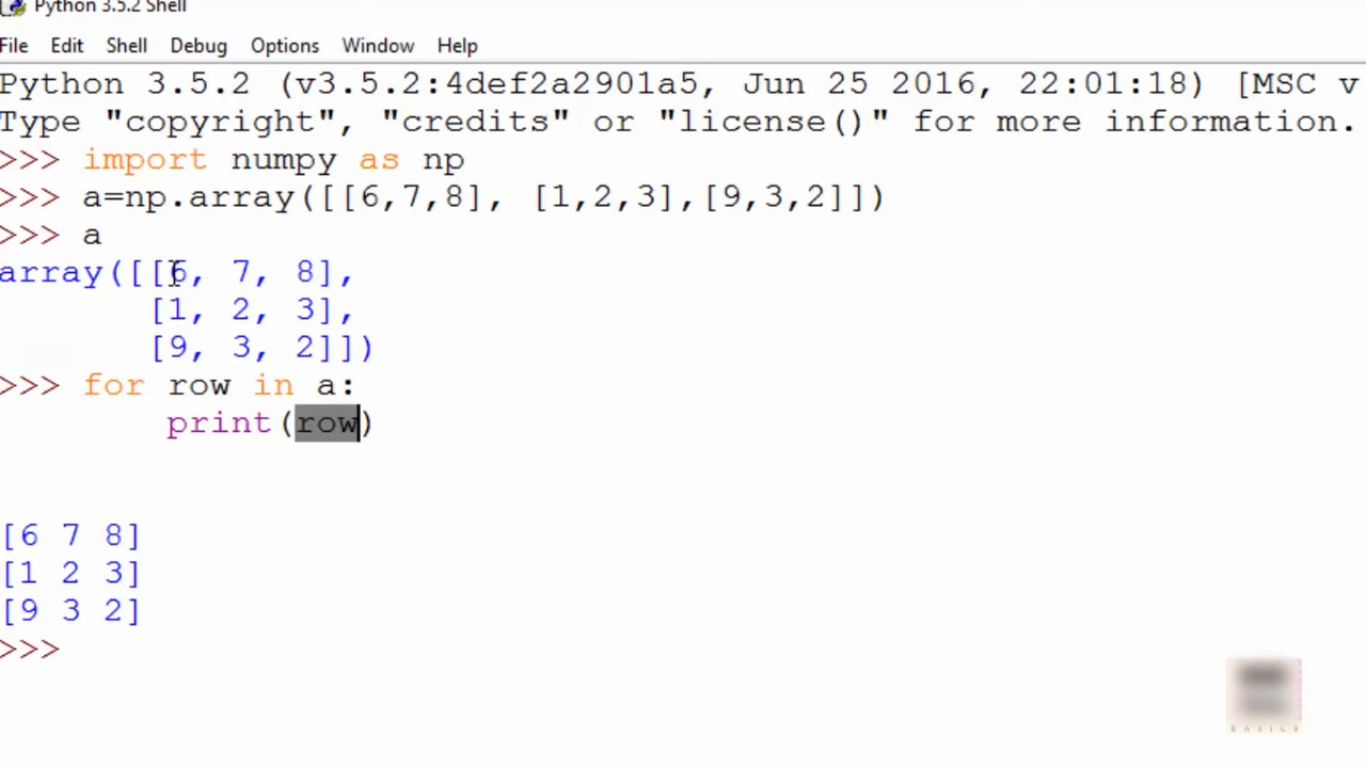 Python 3.5.2 Shell
File Edit Shell Debug Options Window Help
Python 3.5.2 (v3.5.2:4def2a2901a5, Jun 25 2016, 22:01:18) [MSC v
Type "copyright", "credits" or "license()" for more information.
>>> import numpy as np
>>> a=np.array([[6,7,8], [1,2,3],[9,3,2]])
>>> a
array([[6, 7, 8],
[1, 2, 3],
[9, 3, 2]])
>>> for row in a:
print(row)
[6 7 8]
[1 2 3]
[9 3 2]
>>>
BASICS